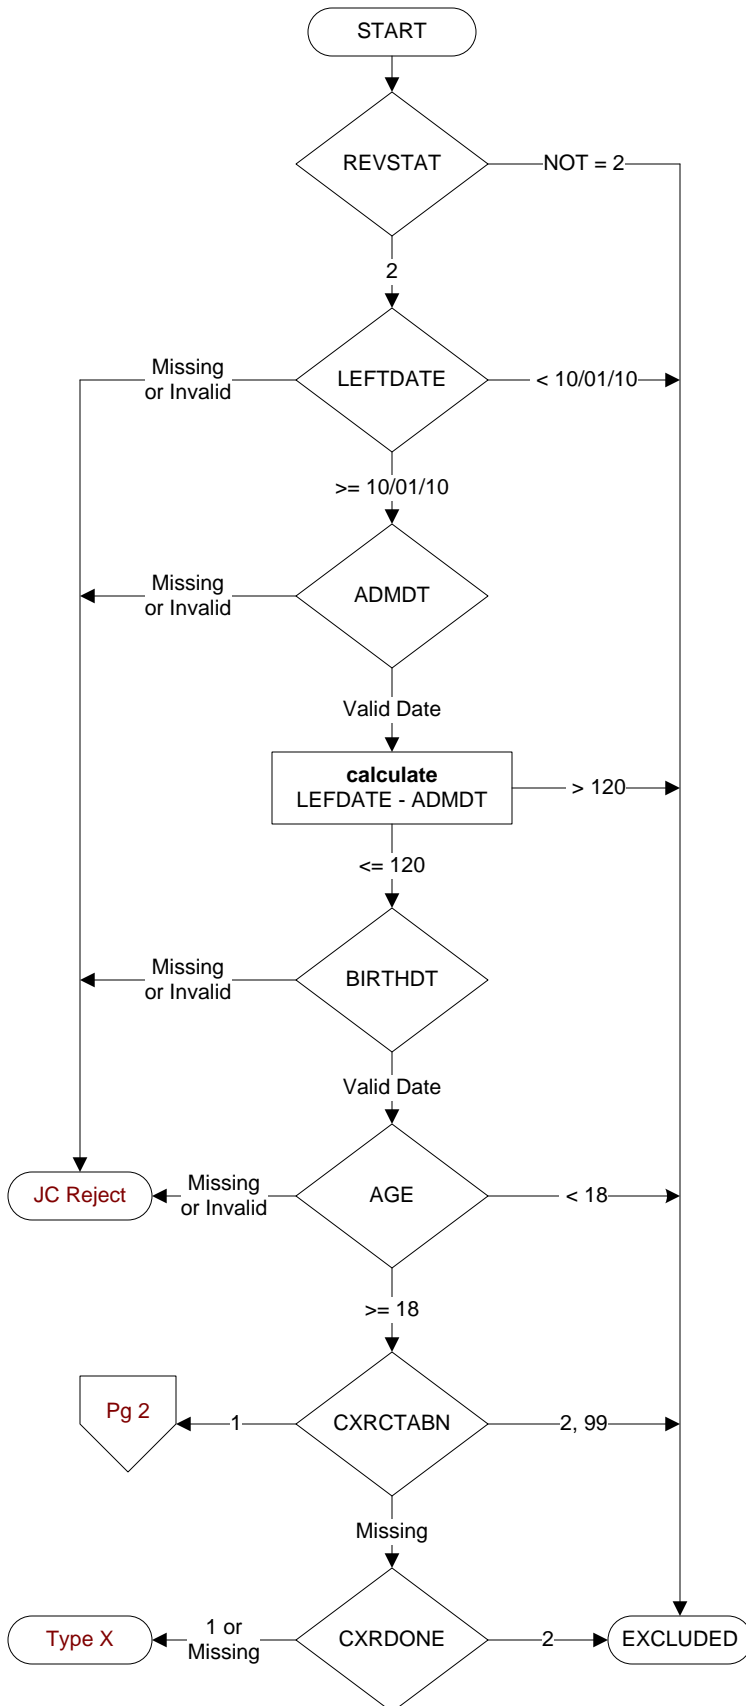 START
REVSTAT
NOT = 2
2
Missing
or Invalid
LEFTDATE
< 10/01/10
>= 10/01/10
Missing
or Invalid
ADMDT
Valid Date
calculate
LEFDATE - ADMDT
> 120
<= 120
Missing
or Invalid
BIRTHDT
Valid Date
JC Reject
Missing
or Invalid
AGE
< 18
>= 18
Pg 2
1
CXRCTABN
2, 99
Missing
Type X
1 or
Missing
CXRDONE
2
EXCLUDED